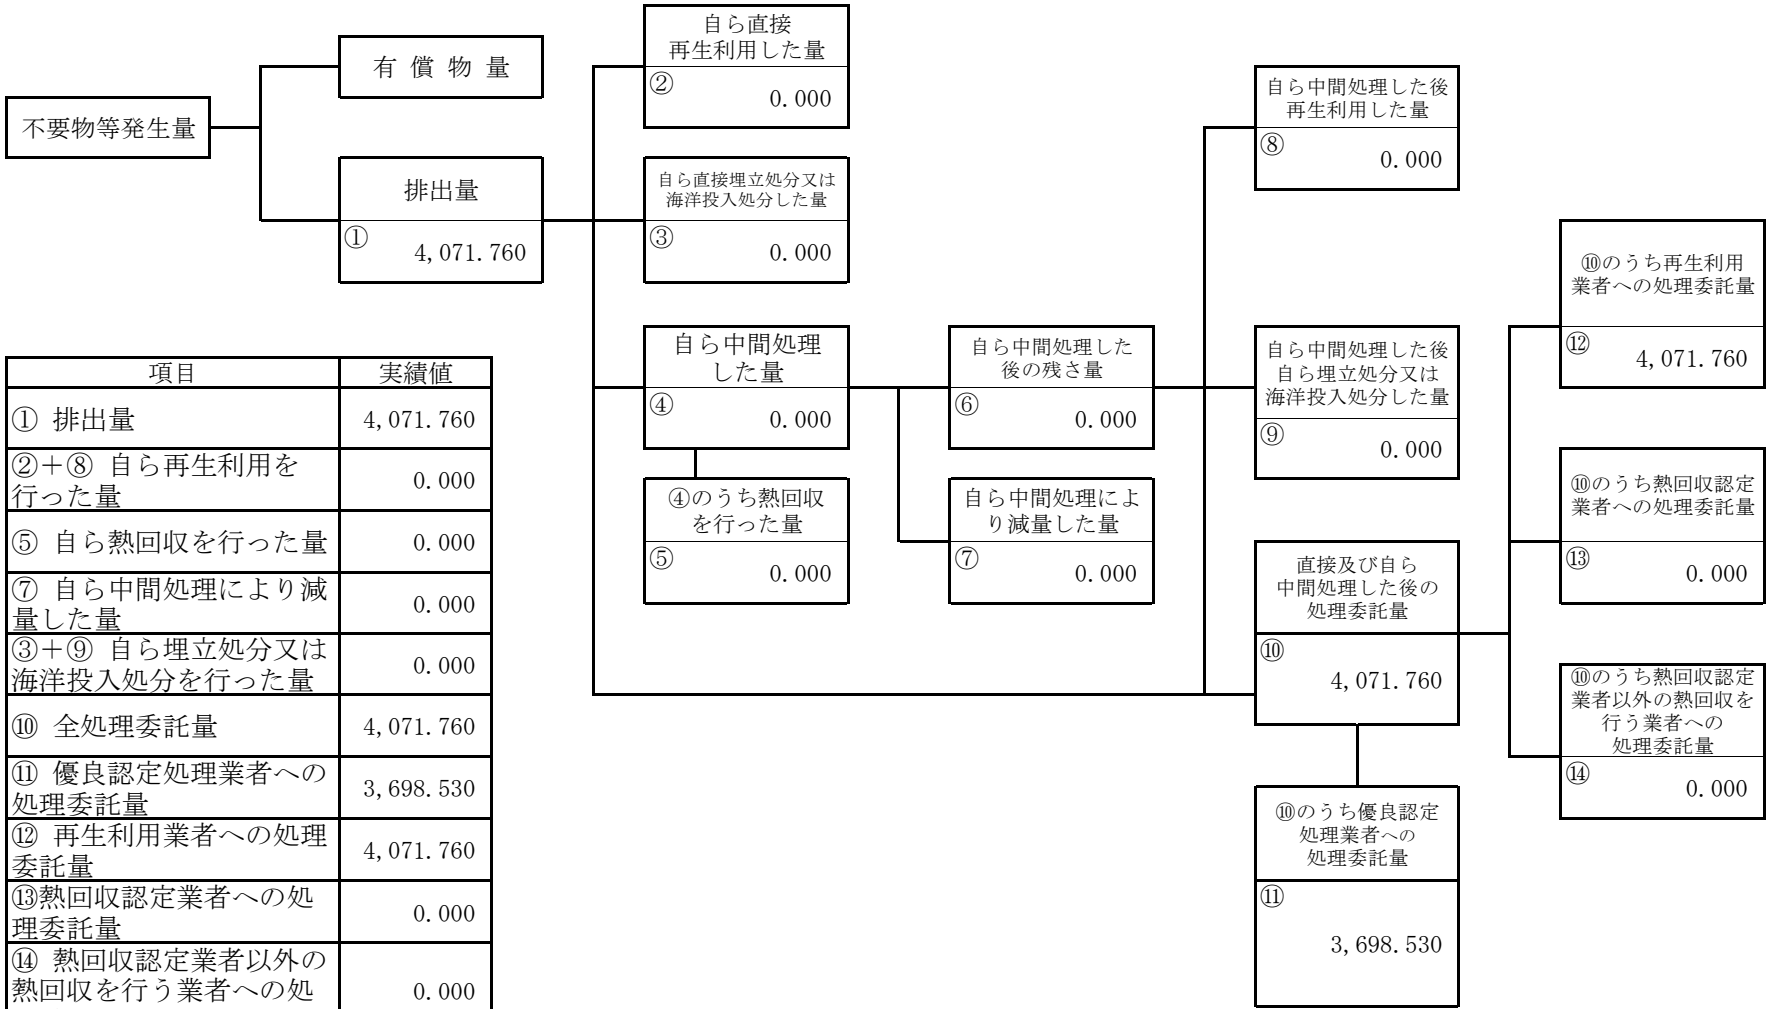 不要物等発生量
有 償 物 量
排出量
①
4,071.760
自ら直接
再生利用した量
②
0.000
自ら直接埋立処分又は
海洋投入処分した量
③
0.000
自ら中間処理
した量
④
0.000
④のうち熱回収
を行った量
⑤
0.000
自ら中間処理した
後の残さ量
⑥
0.000
自ら中間処理によ
り減量した量
⑦
0.000
自ら中間処理した後
再生利用した量
⑧
0.000
自ら中間処理した後
自ら埋立処分又は
海洋投入処分した量
⑨
0.000
直接及び自ら
中間処理した後の
処理委託量
⑩
4,071.760
⑩のうち優良認定
処理業者への
処理委託量
⑪
3,698.530
⑩のうち再生利用
業者への処理委託量
⑫
4,071.760
⑩のうち熱回収認定
業者への処理委託量
⑬
0.000
⑩のうち熱回収認定
業者以外の熱回収を
行う業者への
処理委託量
⑭
0.000
項目 実績値
① 排出量 4,071.760
②＋⑧ 自ら再生利用を
行った量 0.000
⑤ 自ら熱回収を行った量 0.000
⑦ 自ら中間処理により減
量した量 0.000
③＋⑨ 自ら埋立処分又は
海洋投入処分を行った量 0.000
⑩ 全処理委託量 4,071.760
⑪ 優良認定処理業者への
処理委託量 3,698.530
⑫ 再生利用業者への処理
委託量 4,071.760
⑬熱回収認定業者への処
理委託量 0.000
⑭ 熱回収認定業者以外の
熱回収を行う業者への処 0.000